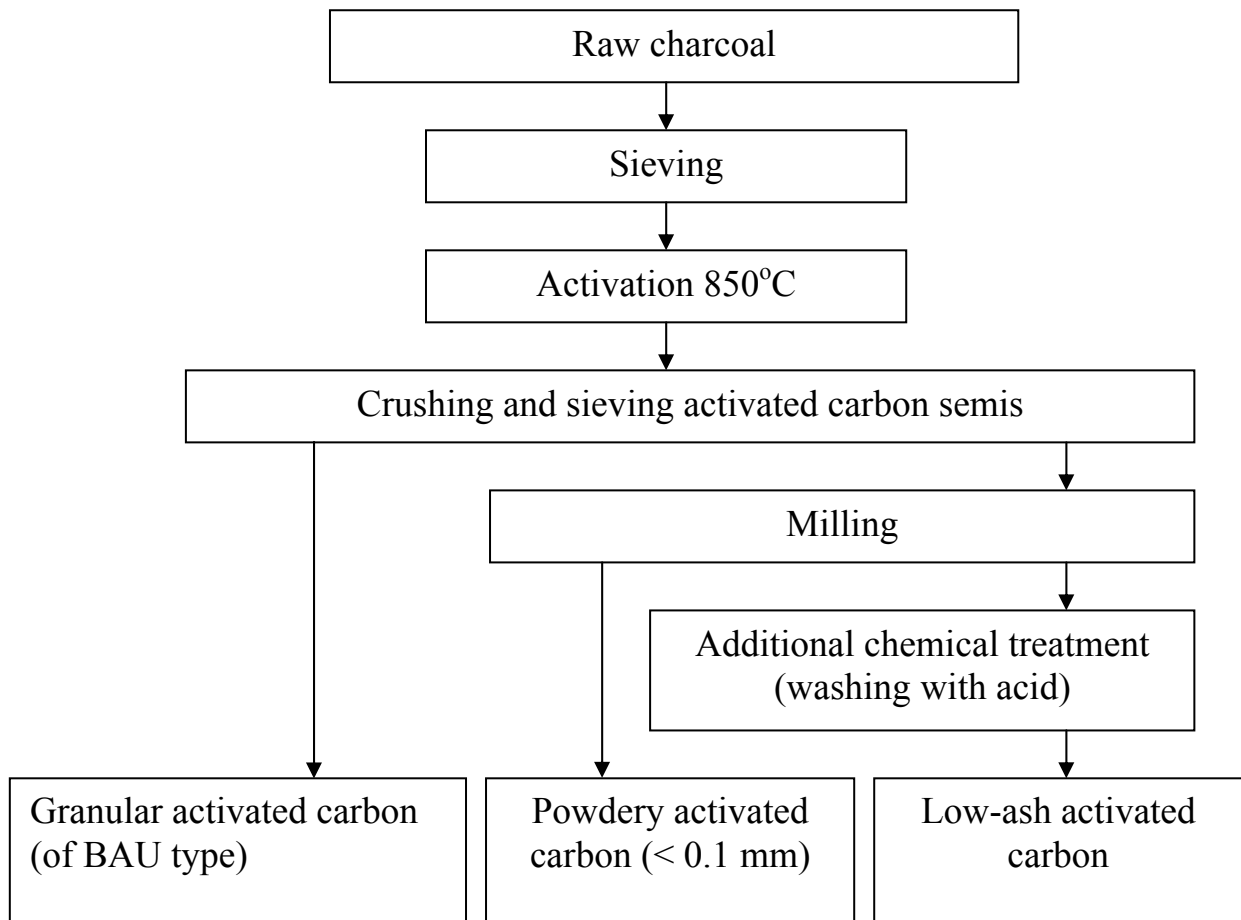 Raw charcoal
Sieving
Activation 850°C
Crushing and sieving activated carbon semis
Milling
Additional chemical treatment
(washing with acid)
Granular activated carbon
(of BAU type)
Powdery activated
carbon (< 0.1 mm)
Low-ash activated
carbon